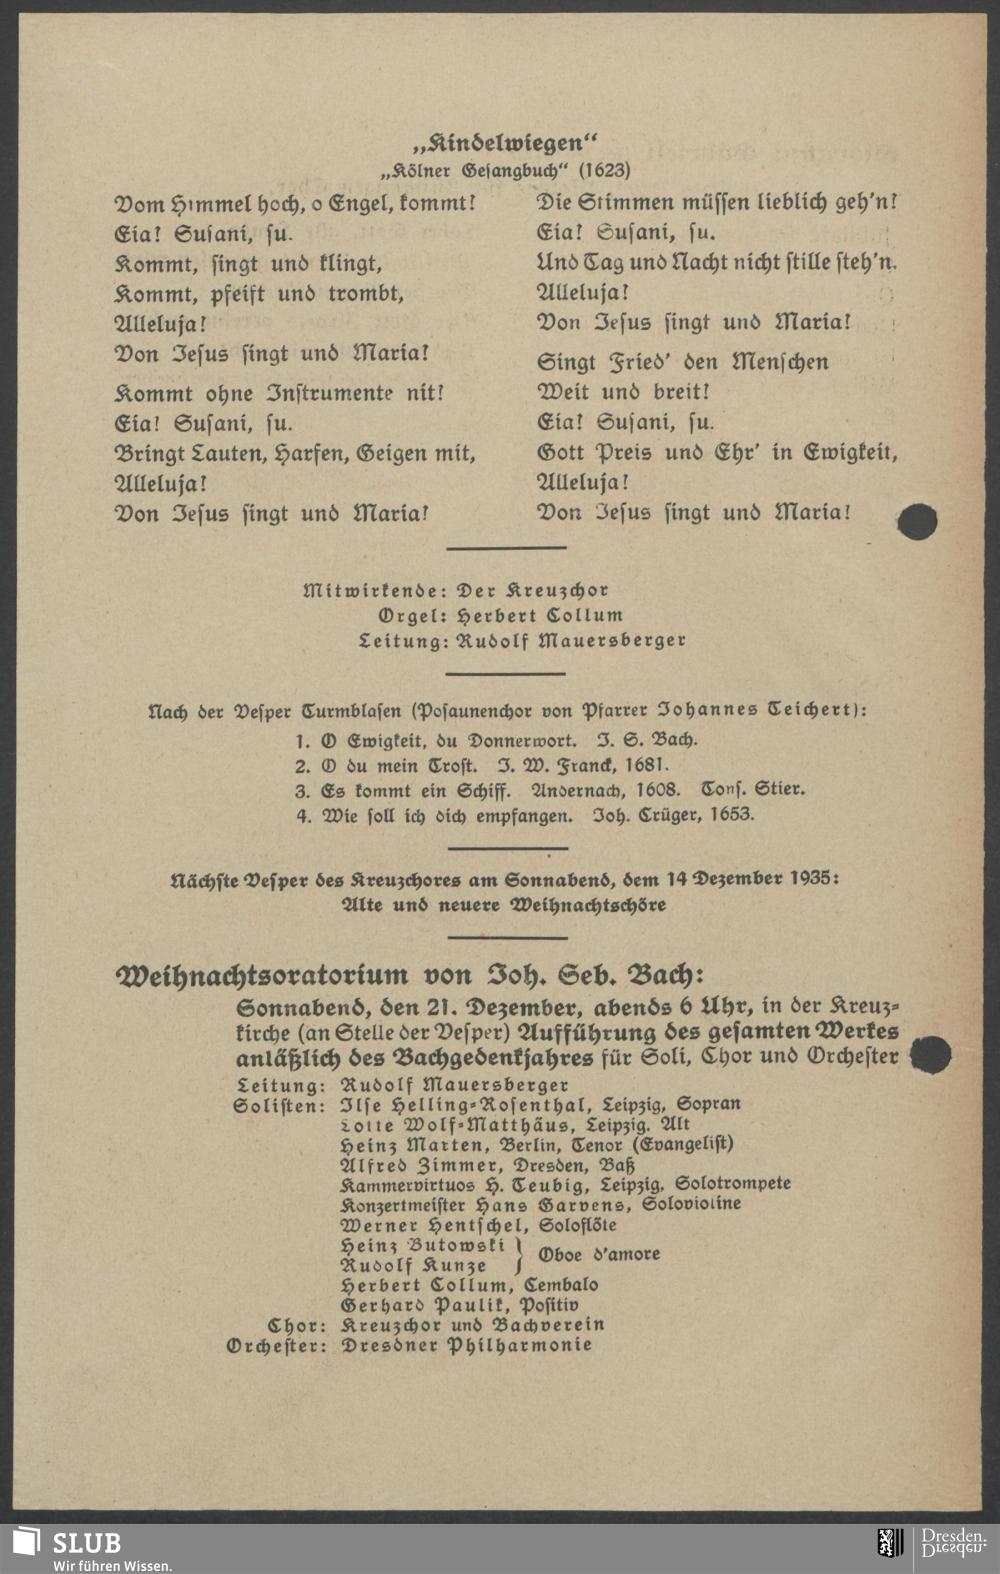 „Kindelwiegen“
„Kölner Gesangbuch“ (1623)
Vom Himmel hoch, o Engel, kommt!
Eia! Susani, su.
Kommt, singt und klingt,
Kommt, pfeift und trombt,
Alleluja!
Von Jesus singt und Maria!
Kommt ohne Instrumente nit!
Eia! Susani, su.
Bringt Lauten, Harfen, Geigen mit,
Alleluja!
Von Jesus singt und Maria!
Die Stimmen müssen lieblich geh'n!
Eia! Susani, su.
Und Tag und Nacht nicht stille steh'n.
Alleluja!
Von Jesus singt und Maria!
Singt Fried' den Menschen
Weit und breit!
Eia! Susani, su.
Gott Preis und Ehr' in Ewigkeit,
Alleluja!
Von Jesus singt und Maria!
Mitwirkende: Der Kreuzchor
Orgel: Herbert Collum
Leitung: Rudolf Mauersberger
Nach der Vesper Turmblasen (Posaunenchor von Pfarrer Johannes Teichert):
1. O Ewigkeit, du Donnerwort. J. S. Bach.
2. O du mein Trost. J. W. Franck, 1681.
3. Es kommt ein Schiff. Andernach, 1608. Tons. Stier.
4. Wie soll ich dich empfangen. Joh. Crüger, 1653.
Nächste Vesper des Kreuzchores am Sonnabend, dem 14 Dezember 1935:
Alte und neuere Weihnachtschöre
Weihnachtsoratorium von Joh. Seb. Bach:
Sonnabend, den 21. Dezember, abends 6 Uhr, in der Kreuz-
kirche (an Stelle der Vesper) Aufführung des gesamten Werkes
anläßlich des Bachgedenkjahres für Soli, Chor und Orchester
Leitung: Rudolf Mauersberger
Solisten: Ilse Helling-Rosenthal, Leipzig, Sopran
Lotte Wolf-Matthäus, Leipzig. Alt
Heinz Marten, Berlin, Tenor (Evangelist)
Alfred Zimmer, Dresden, Baß
Kammervirtuos H. Teubig, Leipzig, Solotrompete
Konzertmeister Hans Garvens, Solovioline
Werner Hentschel, Soloflöte
Heinz Butowski } Oboe d'amore
Rudolf Kunze
Herbert Collum, Cembalo
Gerhard Paulik, Positiv
Chor: Kreuzchor und Bachverein
Orchester: Dresdner Philharmonie
SLUB
Wir führen Wissen.
Dresden.
Dresden.